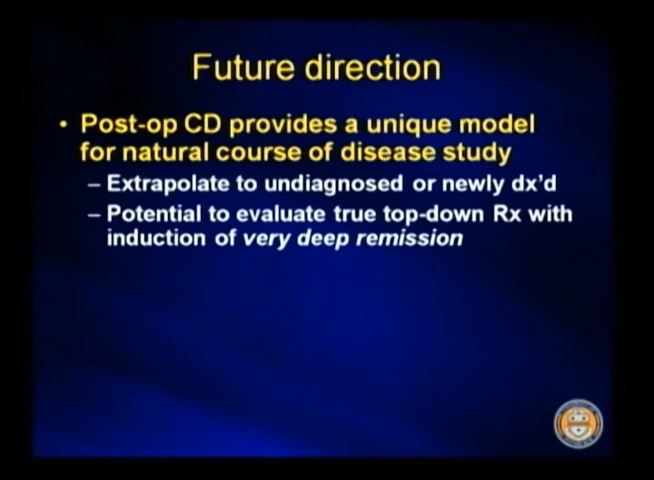 Future direction
• Post-op CD provides a unique model
for natural course of disease study
– Extrapolate to undiagnosed or newly dx'd
– Potential to evaluate true top-down Rx with
induction of very deep remission